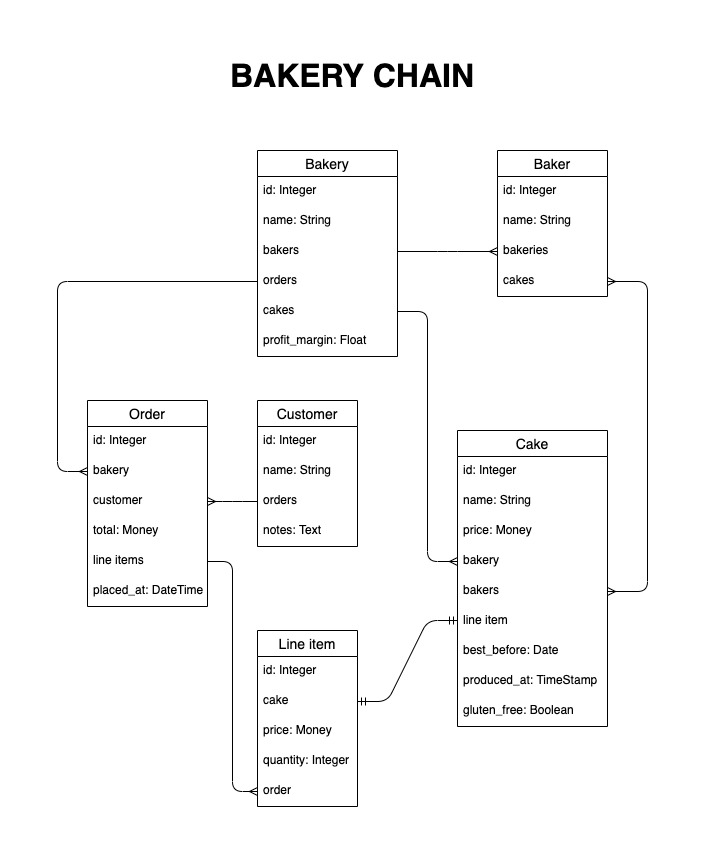 BAKERY CHAIN
Bakery
id: Integer
name: String
bakers
orders
cakes
profit_margin: Float
Baker
id: Integer
name: String
bakeries
cakes
Order
id: Integer
bakery
customer
total: Money
line items
placed_at: DateTime
Customer
id: Integer
name: String
orders
notes: Text
Cake
id: Integer
name: String
price: Money
bakery
bakers
line item
best_before: Date
produced_at: TimeStamp
gluten_free: Boolean
Line item
id: Integer
cake
price: Money
quantity: Integer
order